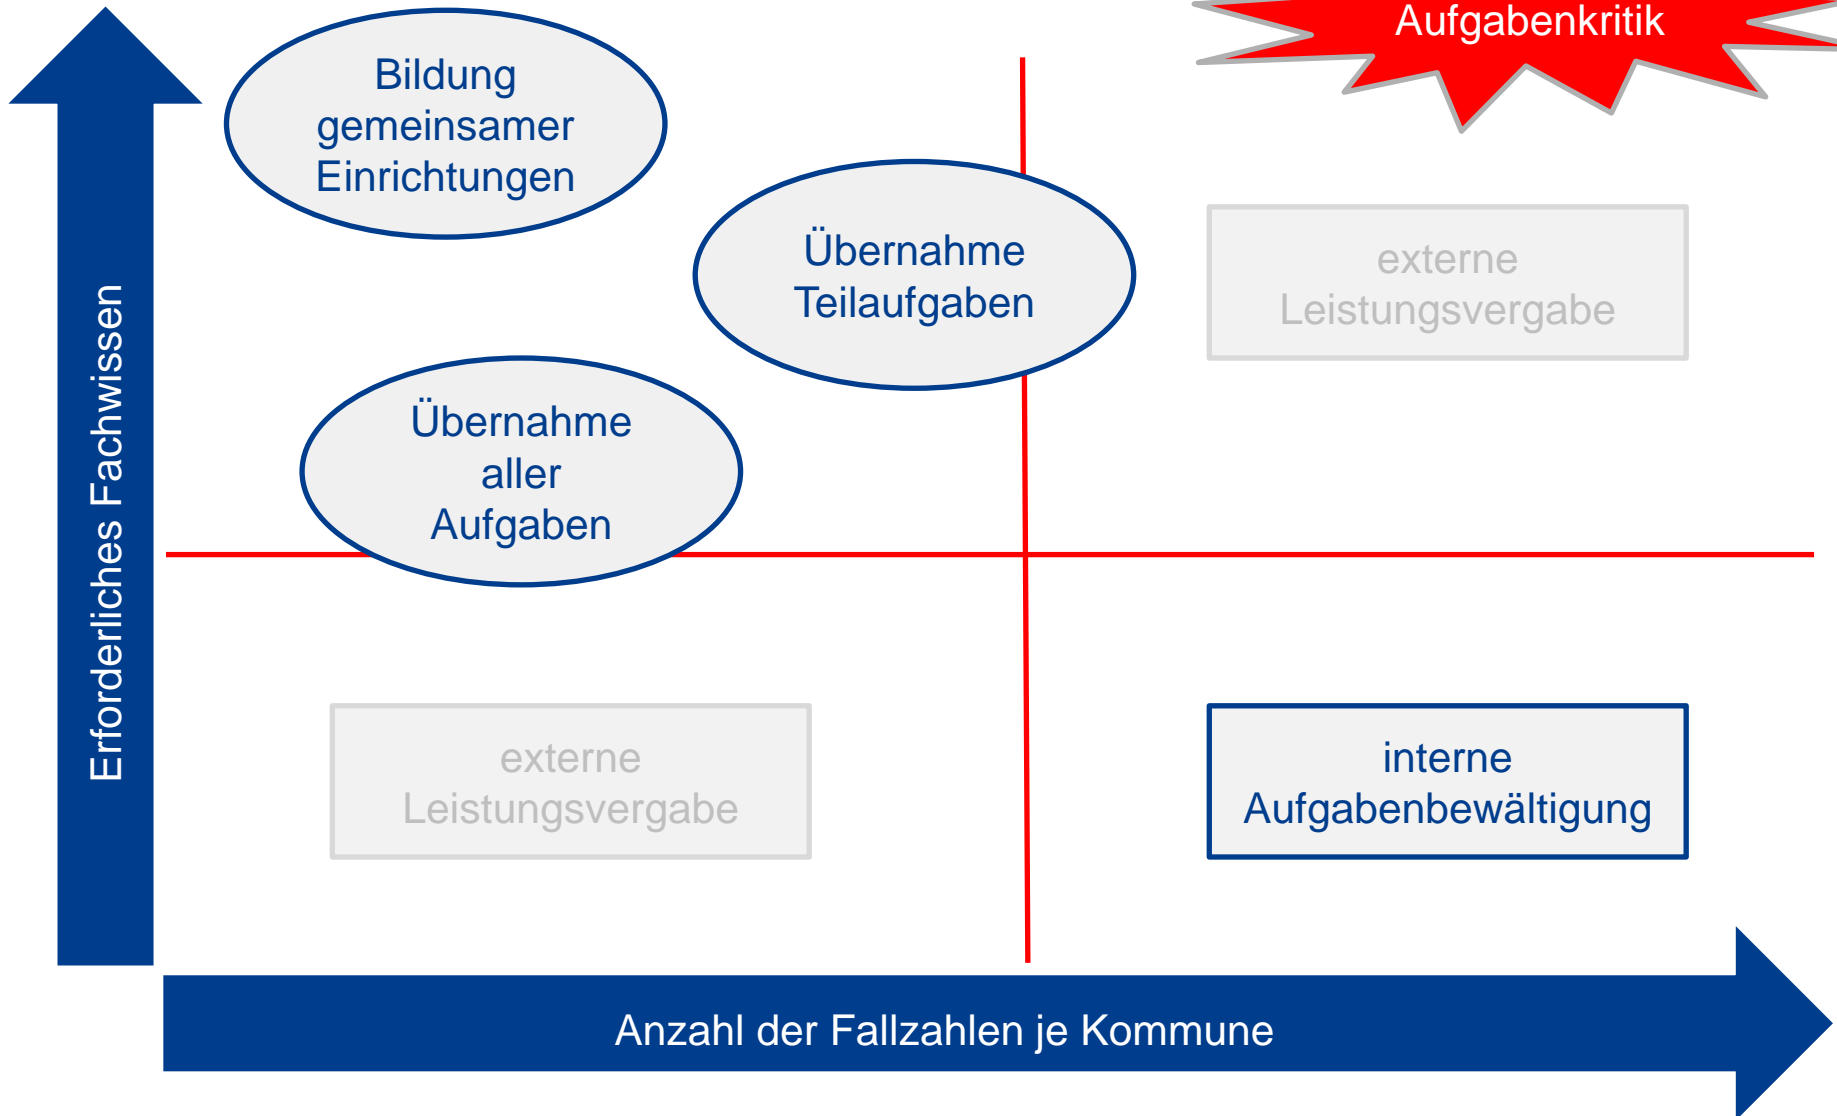 Aufgabenkritik
Bildung
gemeinsamer
Einrichtungen
Übernahme
Teilaufgaben
externe
Leistungsvergabe
Übernahme
aller
Aufgaben
Erforderliches Fachwissen
externe
Leistungsvergabe
interne
Aufgabenbewältigung
Anzahl der Fallzahlen je Kommune